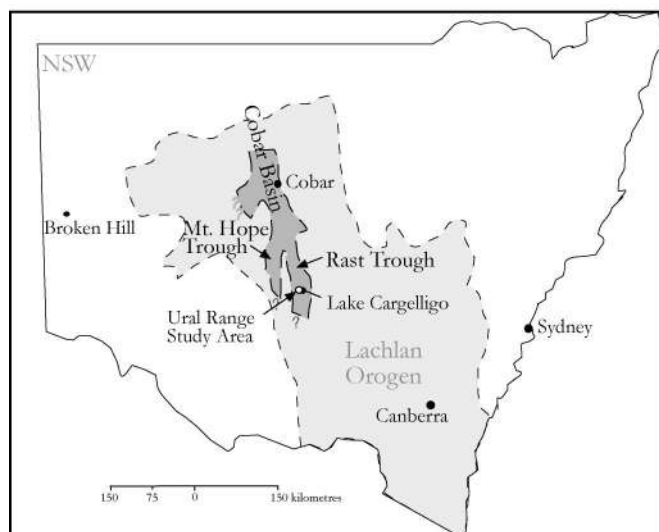 NSW
Cobar Basin
Cobar
Broken Hill
Mt. Hope
Trough
Rast Trough
Ural Range
Study Area
Lake Cargelligo
?
?
Sydney
Lachlan
Orogen
Canberra
150 75 0 150 kilometres